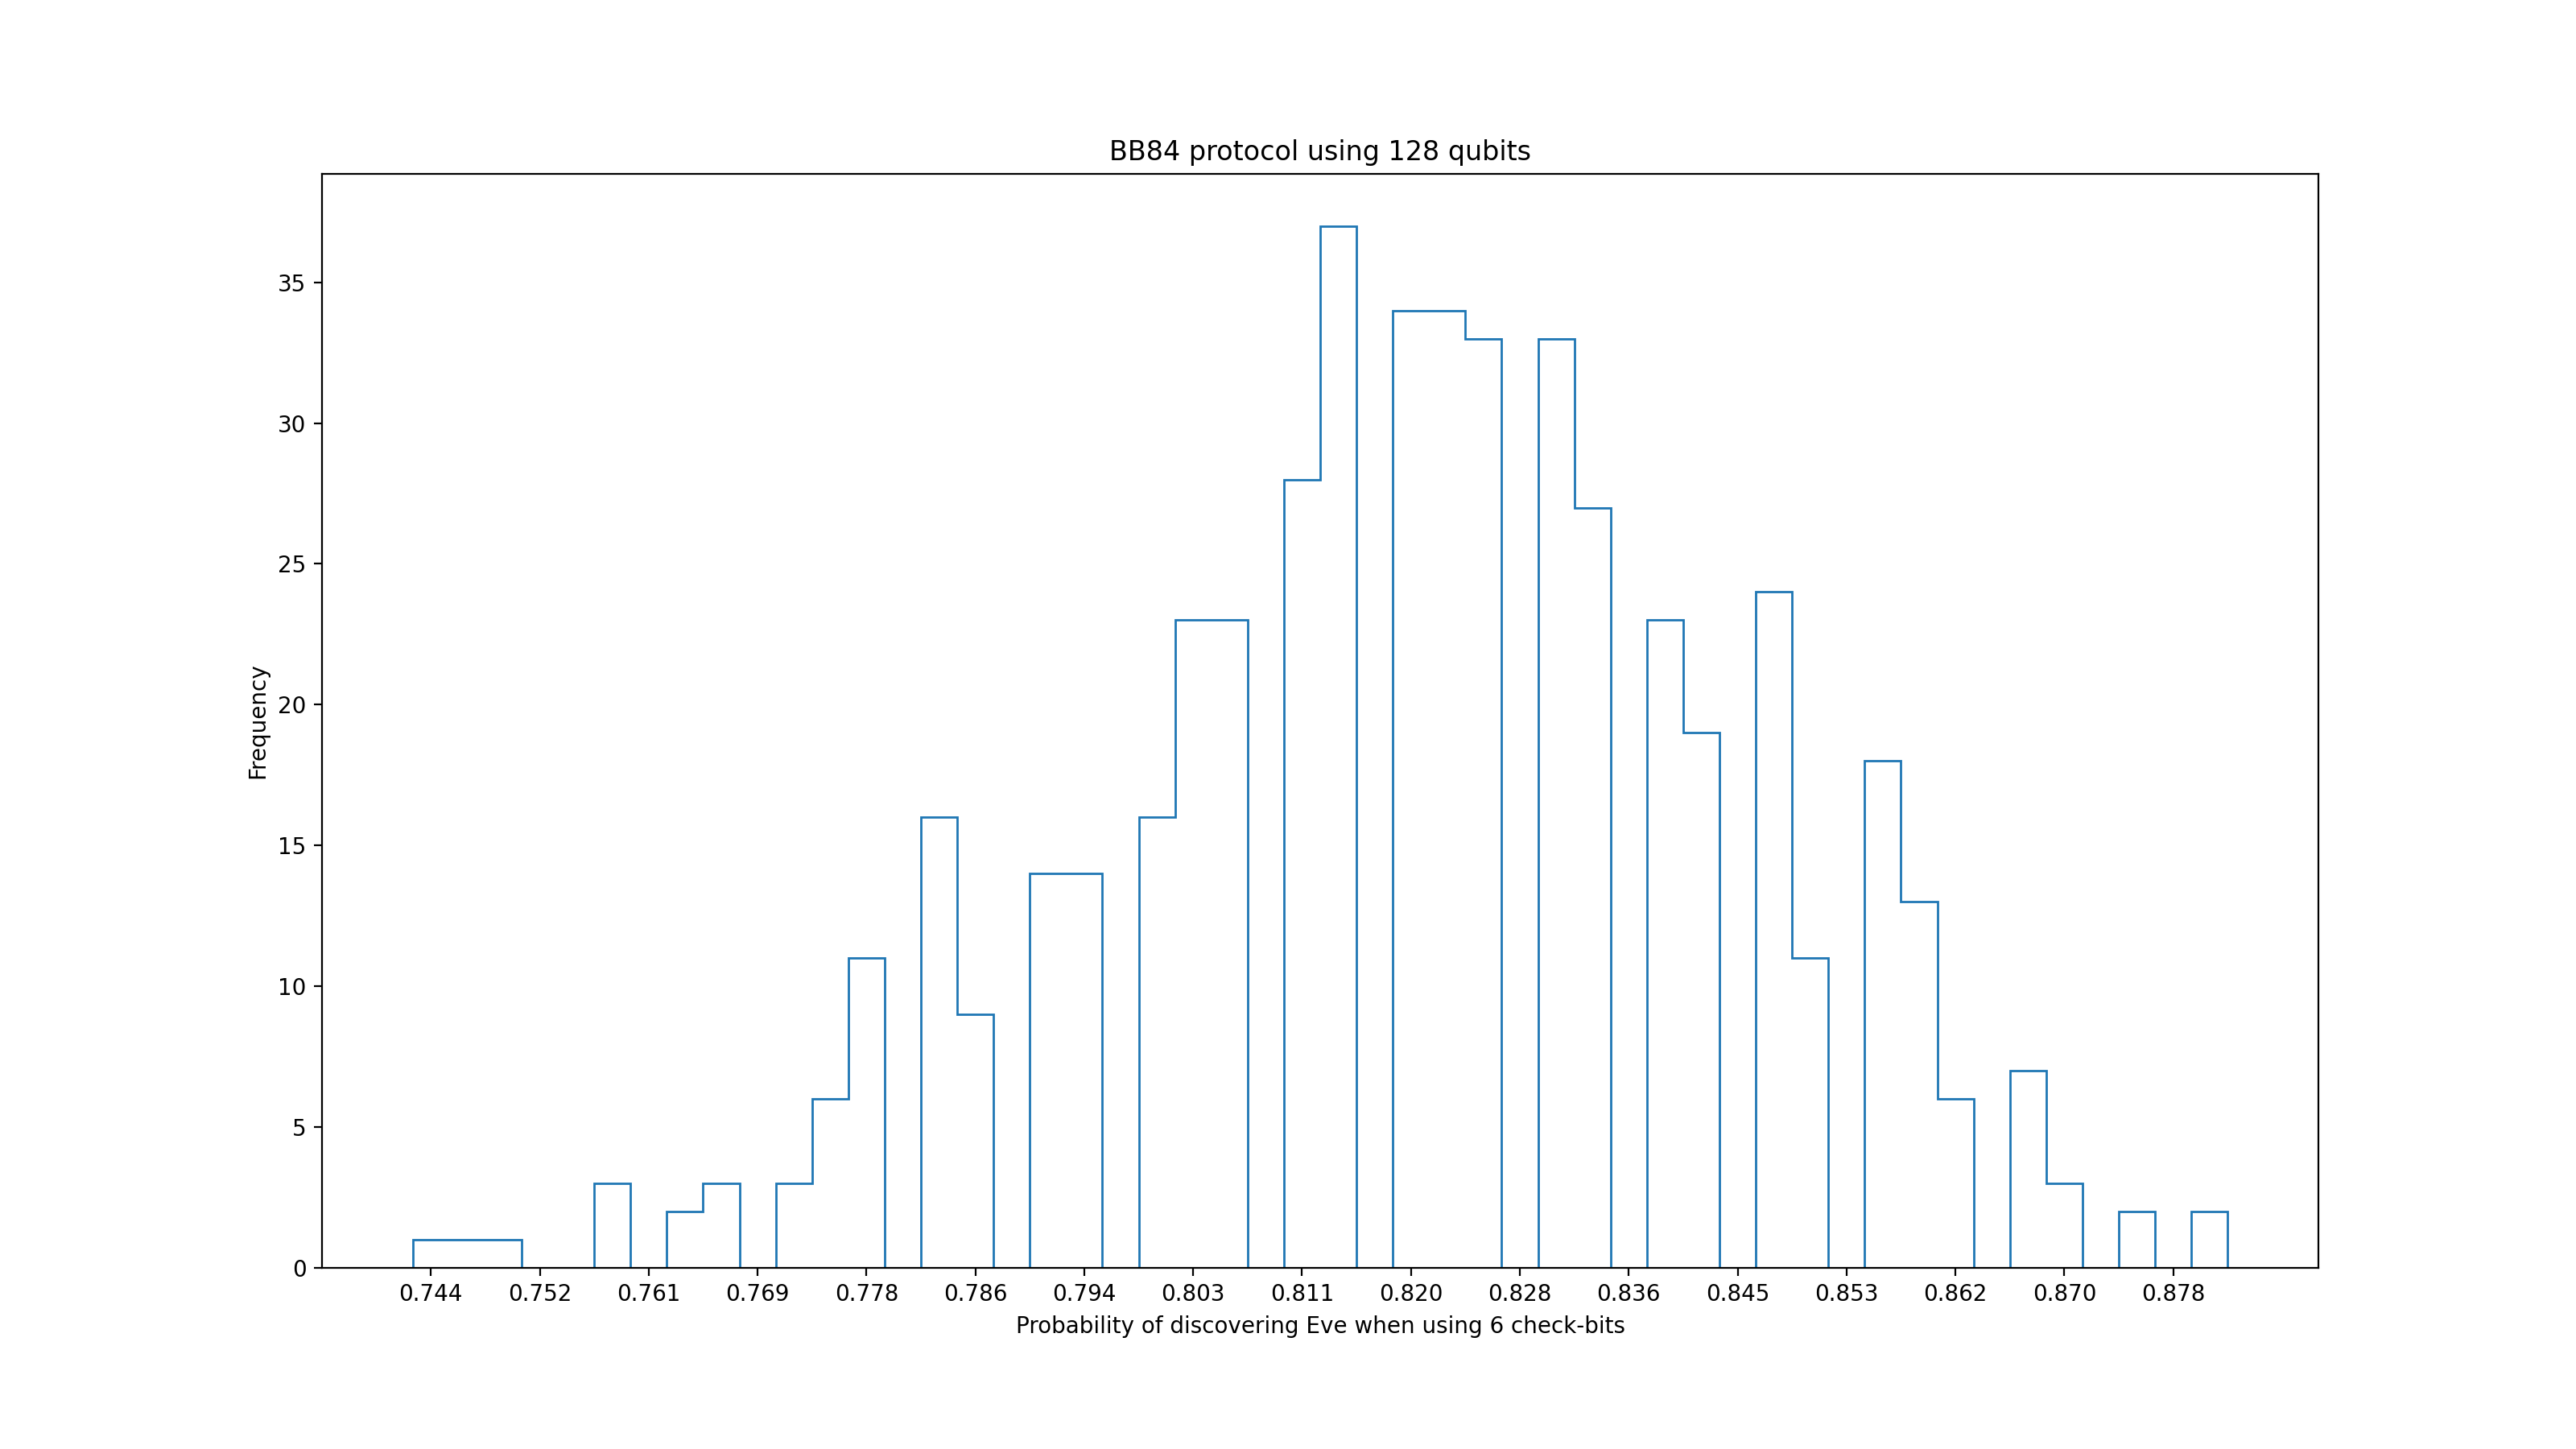 BB84 protocol using 128 qubits
35
30
25
20
15
10
5
0
Frequency
0.744 0.752 0.761 0.769 0.778 0.786 0.794 0.803 0.811 0.820 0.828 0.836 0.845 0.853 0.862 0.870 0.878
Probability of discovering Eve when using 6 check-bits